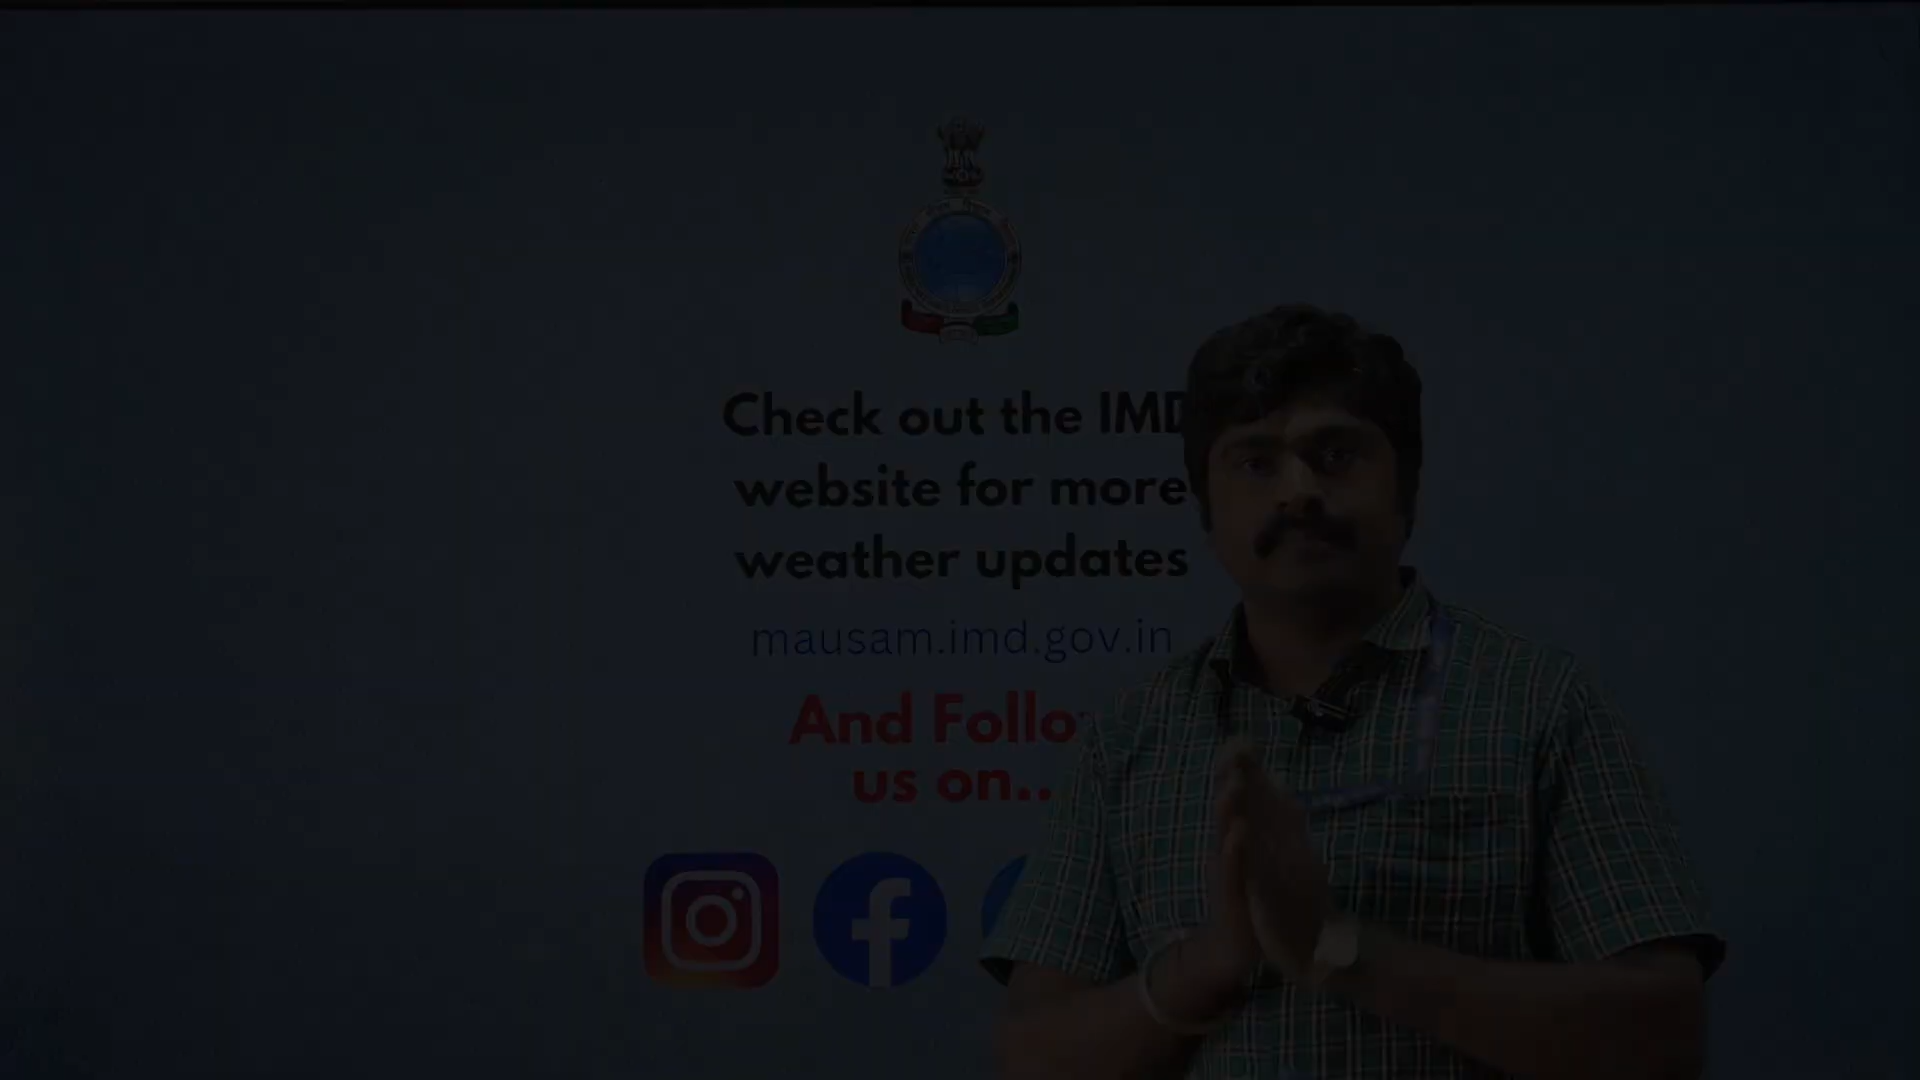 Check out the IMD
website for more
weather updates
mausam.imd.gov.in
And Follo
us on..